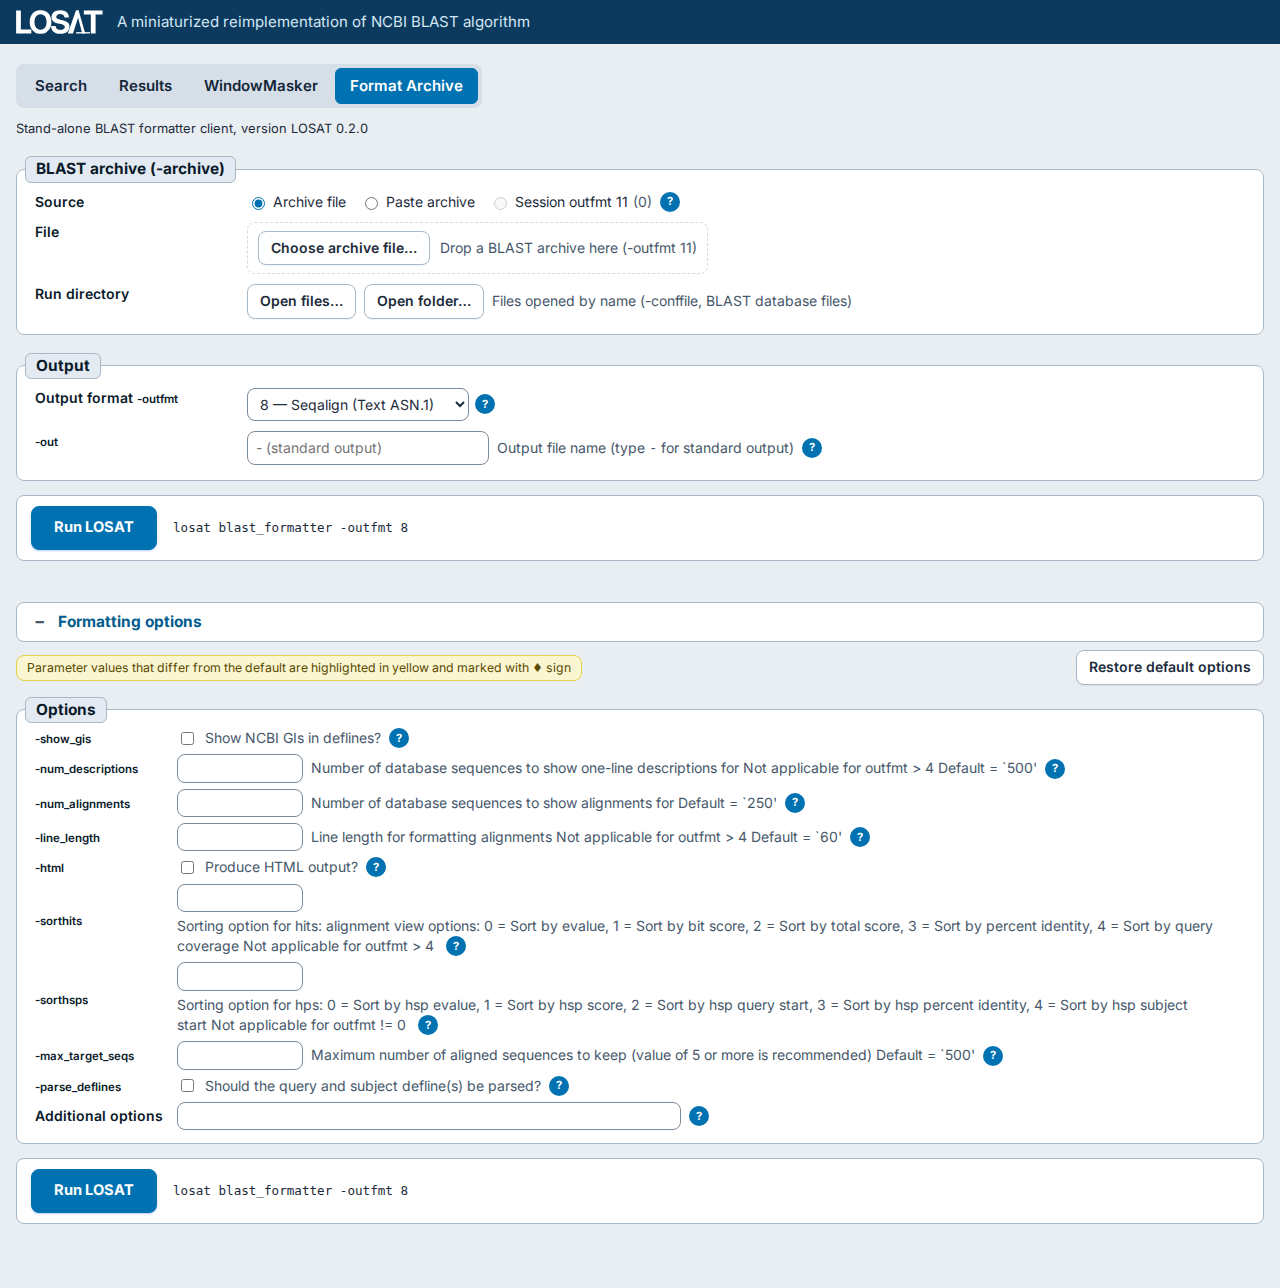 LOSAT A miniaturized reimplementation of NCBI BLAST algorithm
Search Results WindowMasker Format Archive
Stand-alone BLAST formatter client, version LOSAT 0.2.0
BLAST archive (-archive)
Source Archive file Paste archive Session outfmt 11 (0) ?
File Choose archive file... Drop a BLAST archive here (-outfmt 11)
Run directory Open files... Open folder... Files opened by name (-conffile, BLAST database files)
Output
Output format -outfmt 8 — Seqalign (Text ASN.1) ?
-out - (standard output) Output file name (type - for standard output) ?
Run LOSAT losat blast_formatter -outfmt 8
− Formatting options
Parameter values that differ from the default are highlighted in yellow and marked with ♦ sign Restore default options
Options
-show_gis Show NCBI GIs in deflines? ?
-num_descriptions Number of database sequences to show one-line descriptions for Not applicable for outfmt > 4 Default = `500' ?
-num_alignments Number of database sequences to show alignments for Default = `250' ?
-line_length Line length for formatting alignments Not applicable for outfmt > 4 Default = `60' ?
-html Produce HTML output? ?
-sorthits Sorting option for hits: alignment view options: 0 = Sort by evalue, 1 = Sort by bit score, 2 = Sort by total score, 3 = Sort by percent identity, 4 = Sort by query
coverage Not applicable for outfmt > 4 ?
-sorthsps Sorting option for hps: 0 = Sort by hsp evalue, 1 = Sort by hsp score, 2 = Sort by hsp query start, 3 = Sort by hsp percent identity, 4 = Sort by hsp subject
start Not applicable for outfmt != 0 ?
-max_target_seqs Maximum number of aligned sequences to keep (value of 5 or more is recommended) Default = `500' ?
-parse_deflines Should the query and subject defline(s) be parsed? ?
Additional options ?
Run LOSAT losat blast_formatter -outfmt 8